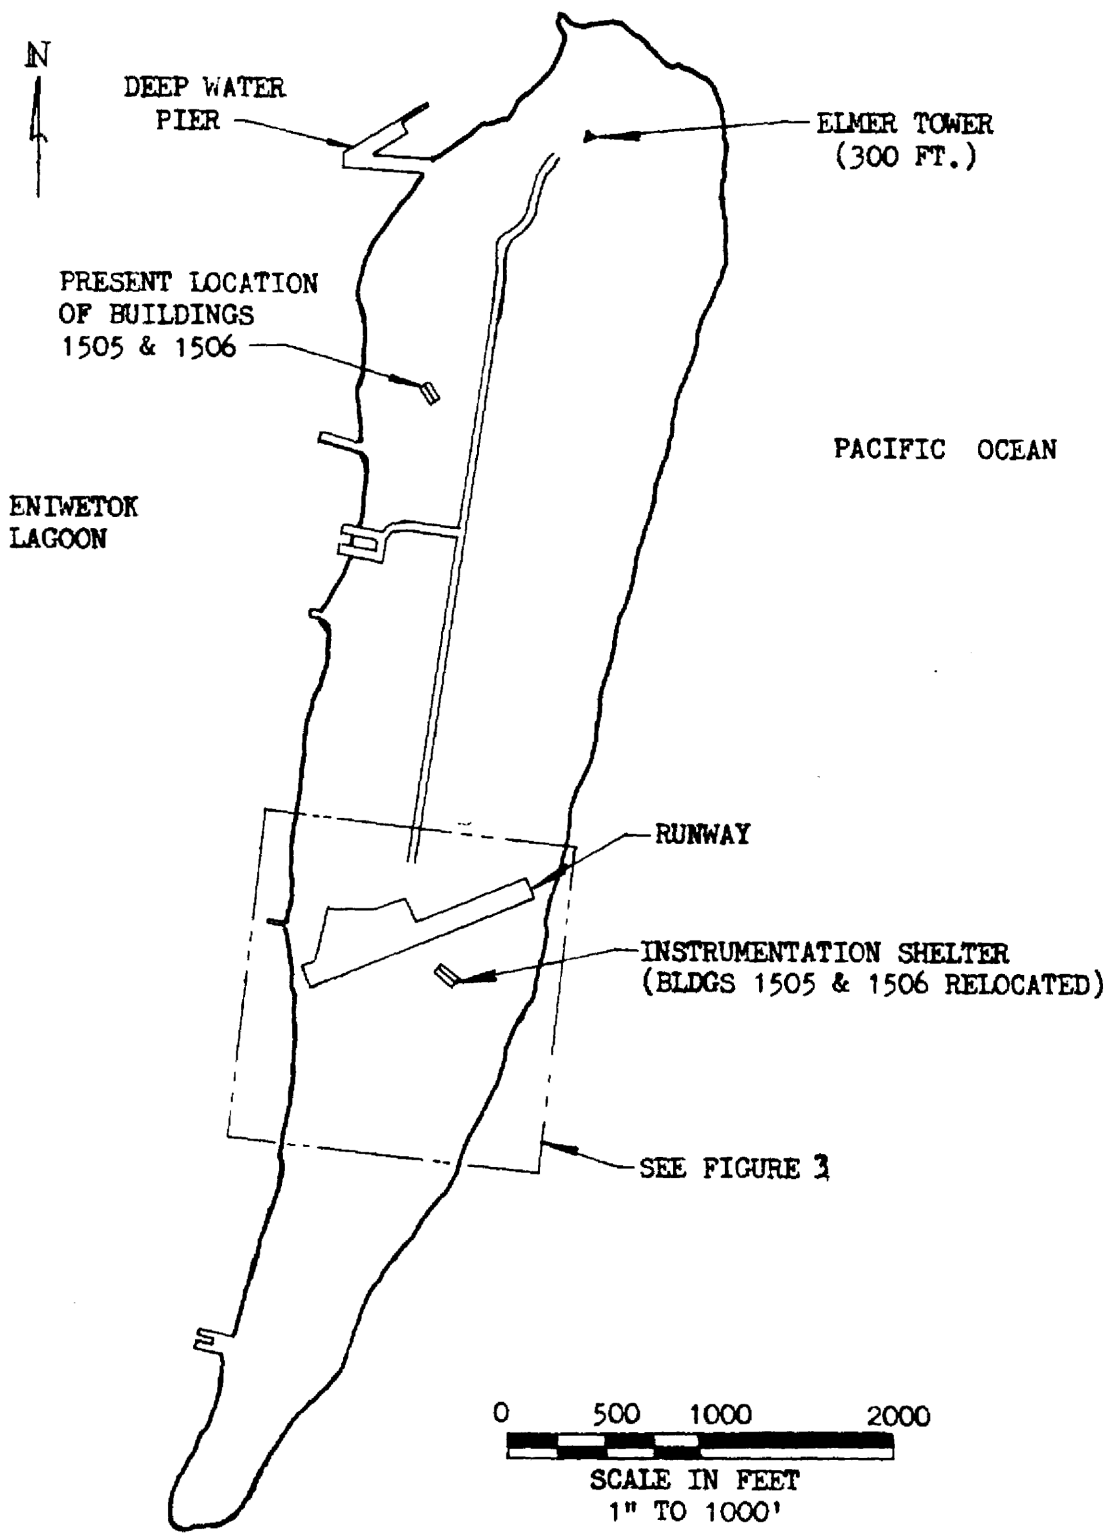 N
DEEP WATER
PIER
ELMER TOWER
(300 FT.)
PRESENT LOCATION
OF BUILDINGS
1505 & 1506
PACIFIC OCEAN
ENIWETOK
LAGOON
RUNWAY
INSTRUMENTATION SHELTER
(BLDGS 1505 & 1506 RELOCATED)
SEE FIGURE 3
0 500 1000 2000
SCALE IN FEET
1" TO 1000'